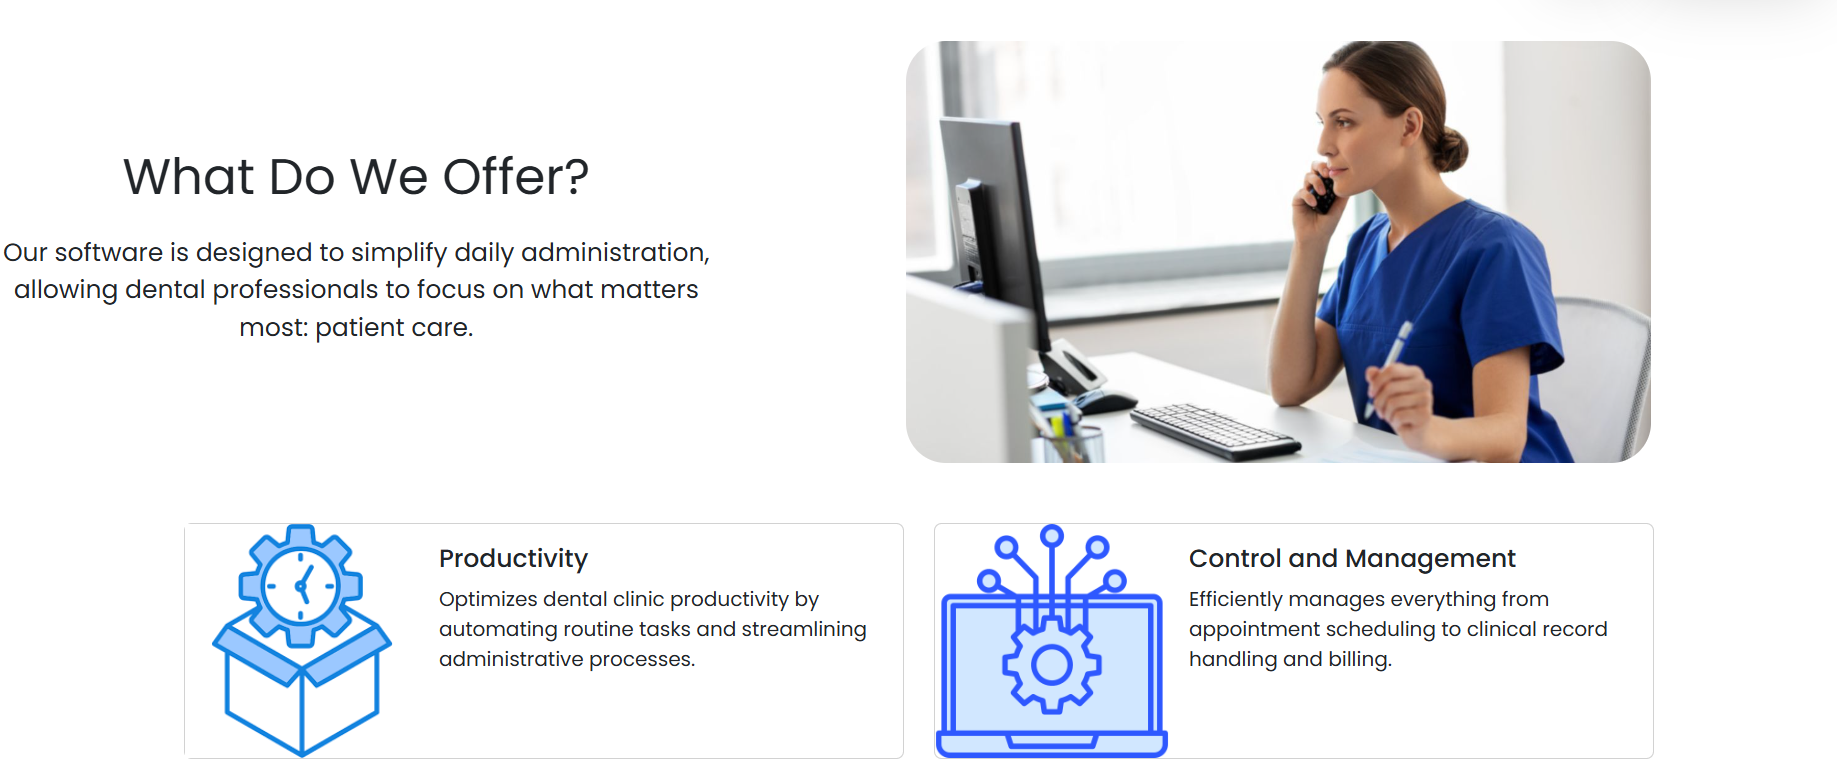 What Do We Offer?
Our software is designed to simplify daily administration,
allowing dental professionals to focus on what matters
most: patient care.
Productivity
Optimizes dental clinic productivity by
automating routine tasks and streamlining
administrative processes.
Control and Management
Efficiently manages everything from
appointment scheduling to clinical record
handling and billing.